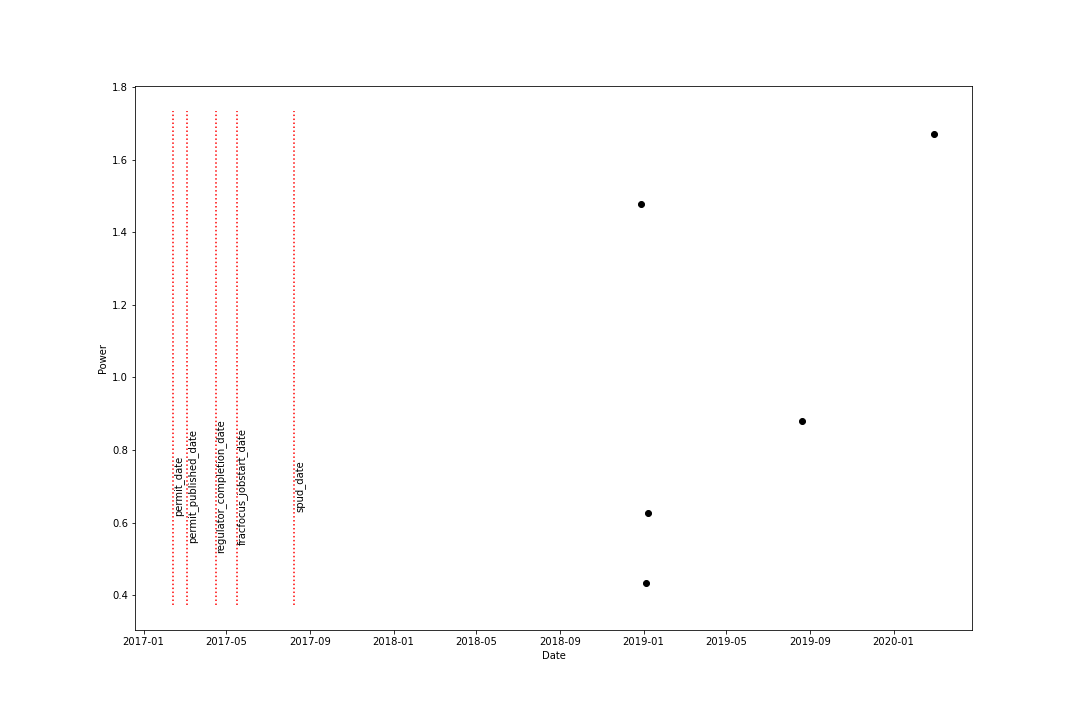 1.8
1.6
1.4
1.2
1.0
0.8
0.6
0.4
Power
permit_date
permit_published_date
regulator_completion_date
fracfocus_jobstart_date
spud_date
2017-01 2017-05 2017-09 2018-01 2018-05 2018-09 2019-01 2019-05 2019-09 2020-01
Date